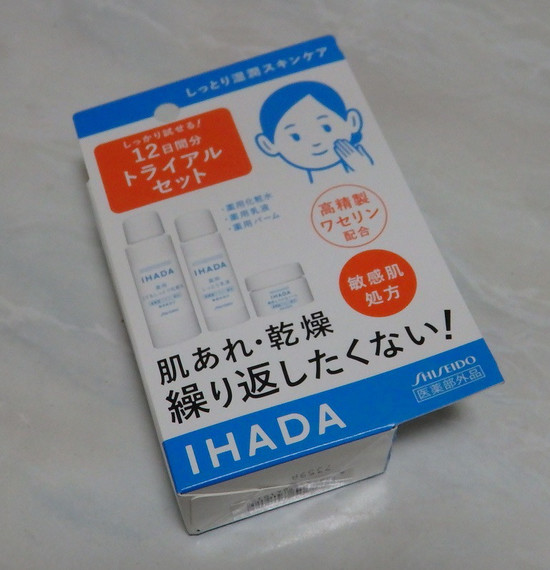 しっとり湿潤スキンケア
しっかり試せる!
12日間分
トライアル
セット
・薬用化粧水
・薬用乳液
・薬用バーム
高精製
ワセリン
配合
敏感肌
処方
IHADA
IHADA
IHADA
肌あれ・乾燥
繰り返したくない!
SHISEIDO
医薬部外品
IHADA